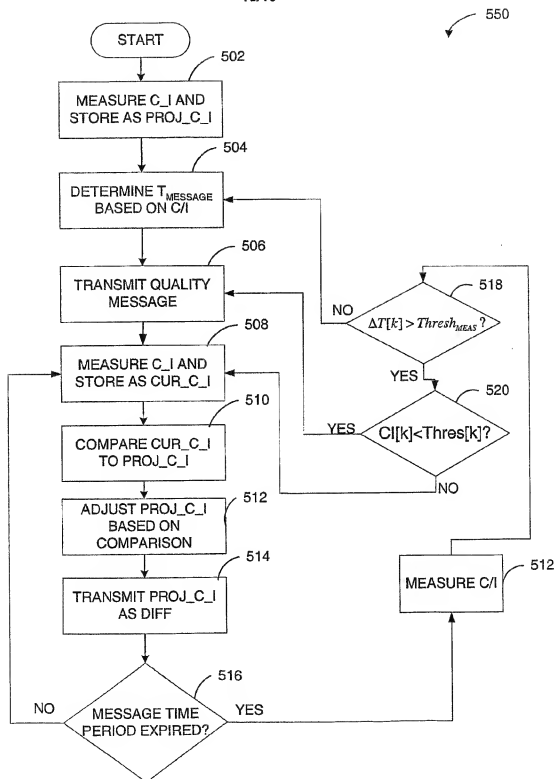 550
START
502
MEASURE C_I AND
STORE AS PROJ_C_I
504
DETERMINE TMESSAGE
BASED ON C/I
506
TRANSMIT QUALITY
MESSAGE
508
MEASURE C_I AND
STORE AS CUR_C_I
510
COMPARE CUR_C_I
TO PROJ_C_I
512
ADJUST PROJ_C_I
BASED ON
COMPARISON
514
TRANSMIT PROJ_C_I
AS DIFF
516
NO
MESSAGE TIME
PERIOD EXPIRED?
YES
518
NO
ΔT[k] > ThreshMEAS ?
YES
520
YES
CI[k]<Thres[k]?
NO
MEASURE C/I
512